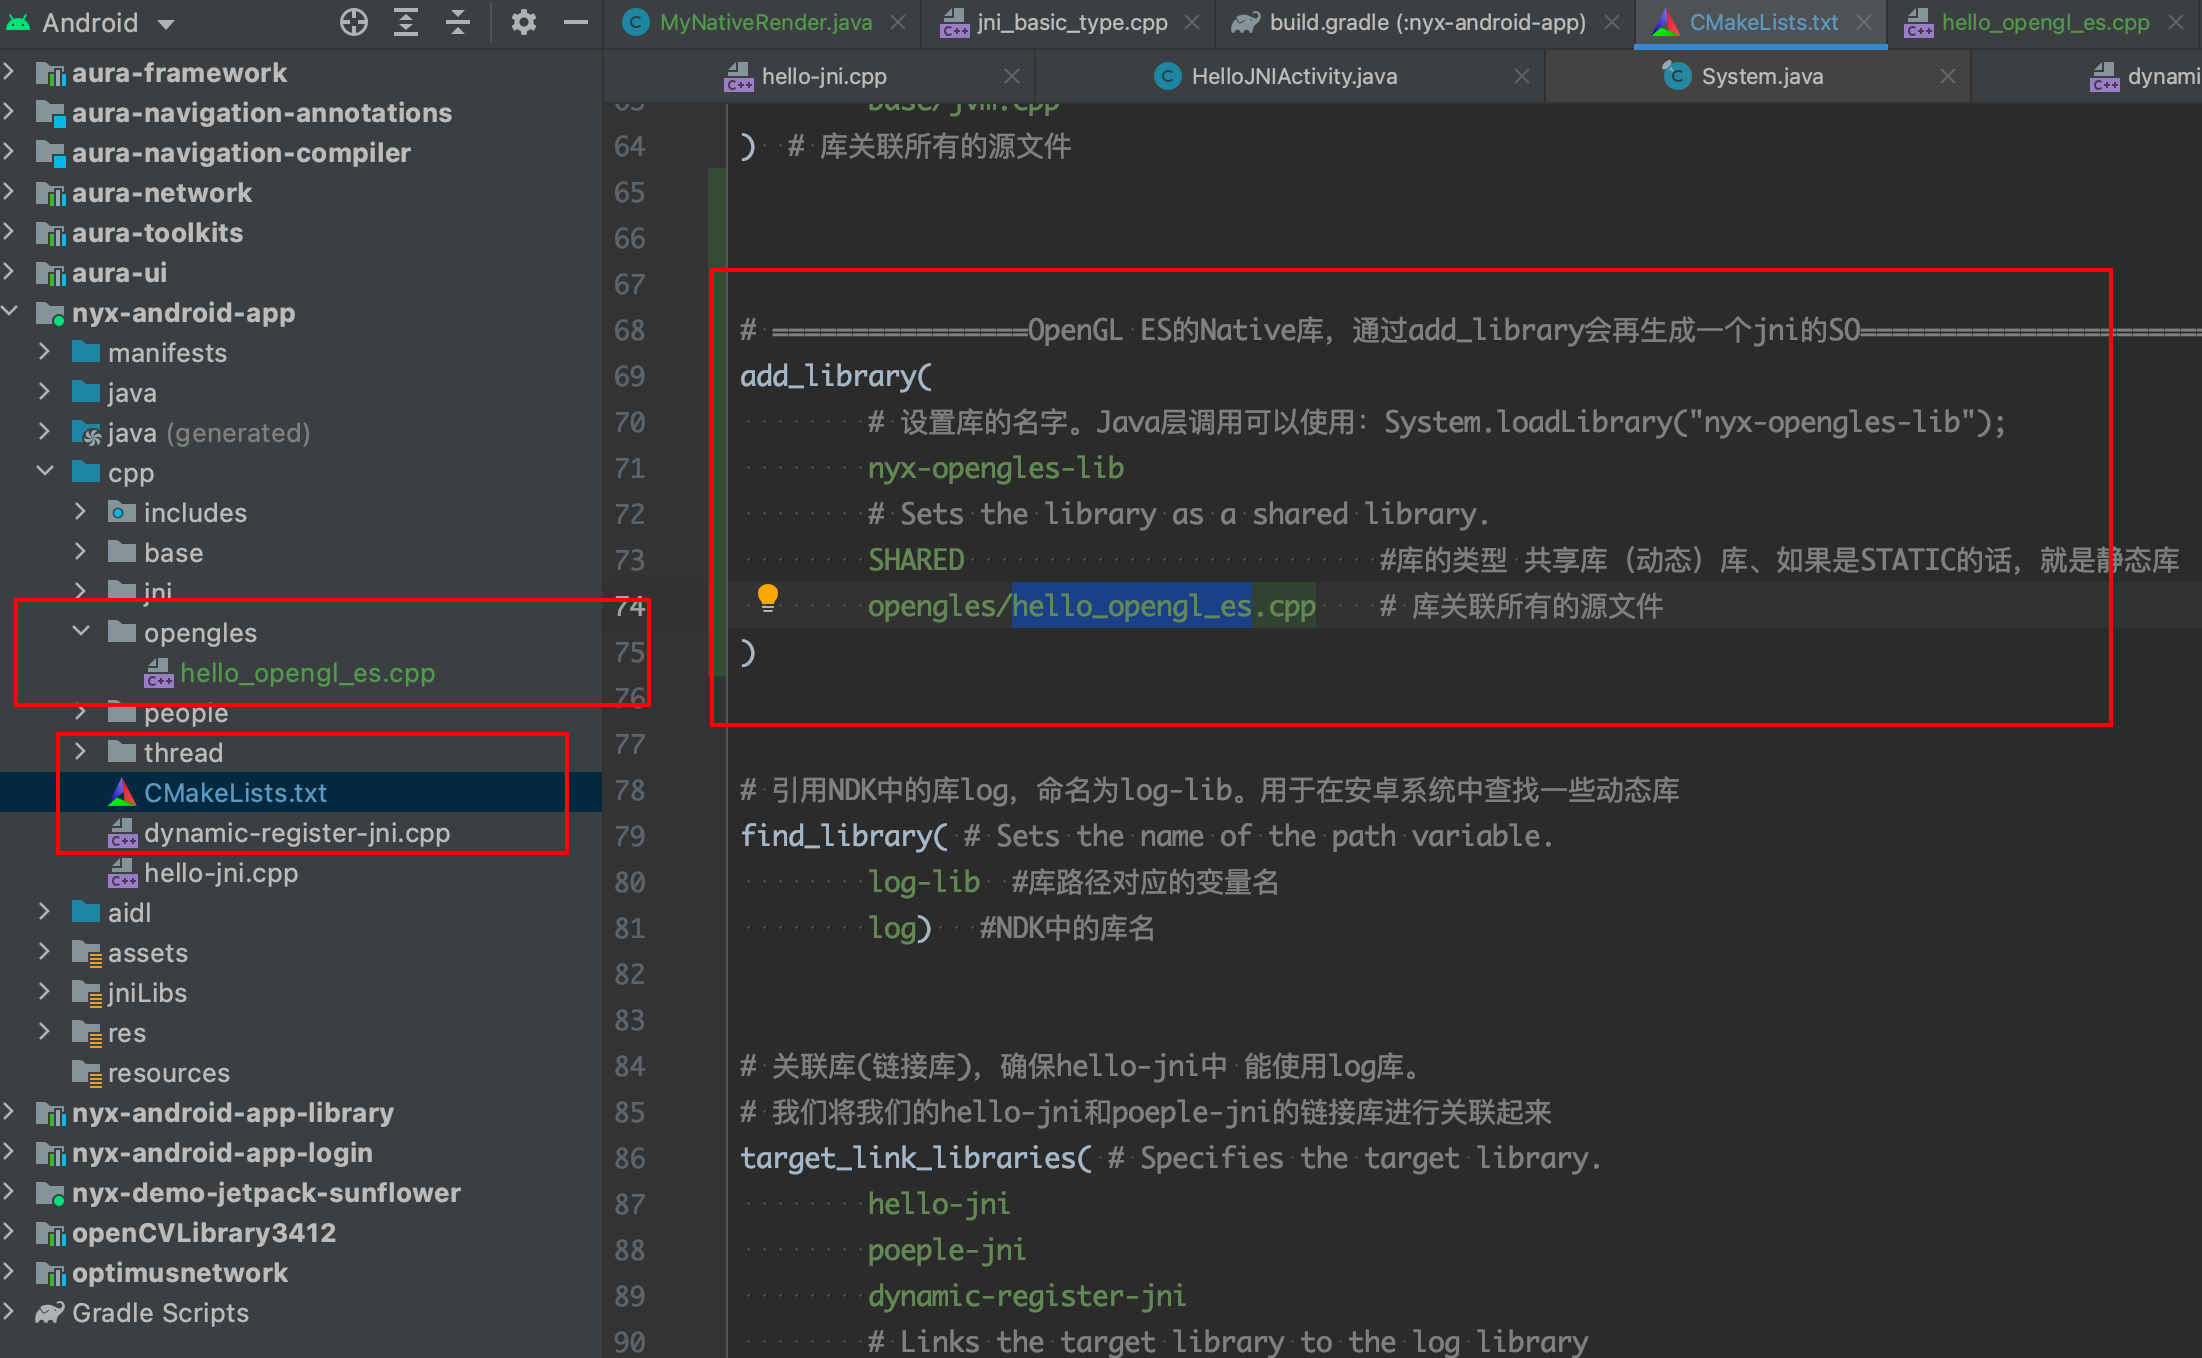 Android
MyNativeRender.java
jni_basic_type.cpp
build.gradle (:nyx-android-app)
CMakeLists.txt
hello_opengl_es.cpp
hello-jni.cpp
HelloJNIActivity.java
System.java
dynami
aura-framework
aura-navigation-annotations
aura-navigation-compiler
aura-network
aura-toolkits
aura-ui
nyx-android-app
manifests
java
java (generated)
cpp
includes
base
jni
opengles
hello_opengl_es.cpp
people
thread
CMakeLists.txt
dynamic-register-jni.cpp
hello-jni.cpp
aidl
assets
jniLibs
res
resources
nyx-android-app-library
nyx-android-app-login
nyx-demo-jetpack-sunflower
openCVLibrary3412
optimusnetwork
Gradle Scripts
63 base/jvm.cpp
64 ) # 库关联所有的源文件
65
66
67
68 # ================OpenGL ES的Native库，通过add_library会再生成一个jni的SO======================
69 add_library(
70 # 设置库的名字。Java层调用可以使用：System.loadLibrary("nyx-opengles-lib");
71 nyx-opengles-lib
72 # Sets the library as a shared library.
73 SHARED #库的类型 共享库（动态）库、如果是STATIC的话，就是静态库
74 opengles/hello_opengl_es.cpp # 库关联所有的源文件
75 )
76
77
78 # 引用NDK中的库log，命名为log-lib。用于在安卓系统中查找一些动态库
79 find_library( # Sets the name of the path variable.
80 log-lib #库路径对应的变量名
81 log) #NDK中的库名
82
83
84 # 关联库(链接库)，确保hello-jni中 能使用log库。
85 # 我们将我们的hello-jni和poeple-jni的链接库进行关联起来
86 target_link_libraries( # Specifies the target library.
87 hello-jni
88 poeple-jni
89 dynamic-register-jni
90 # Links the target library to the log library